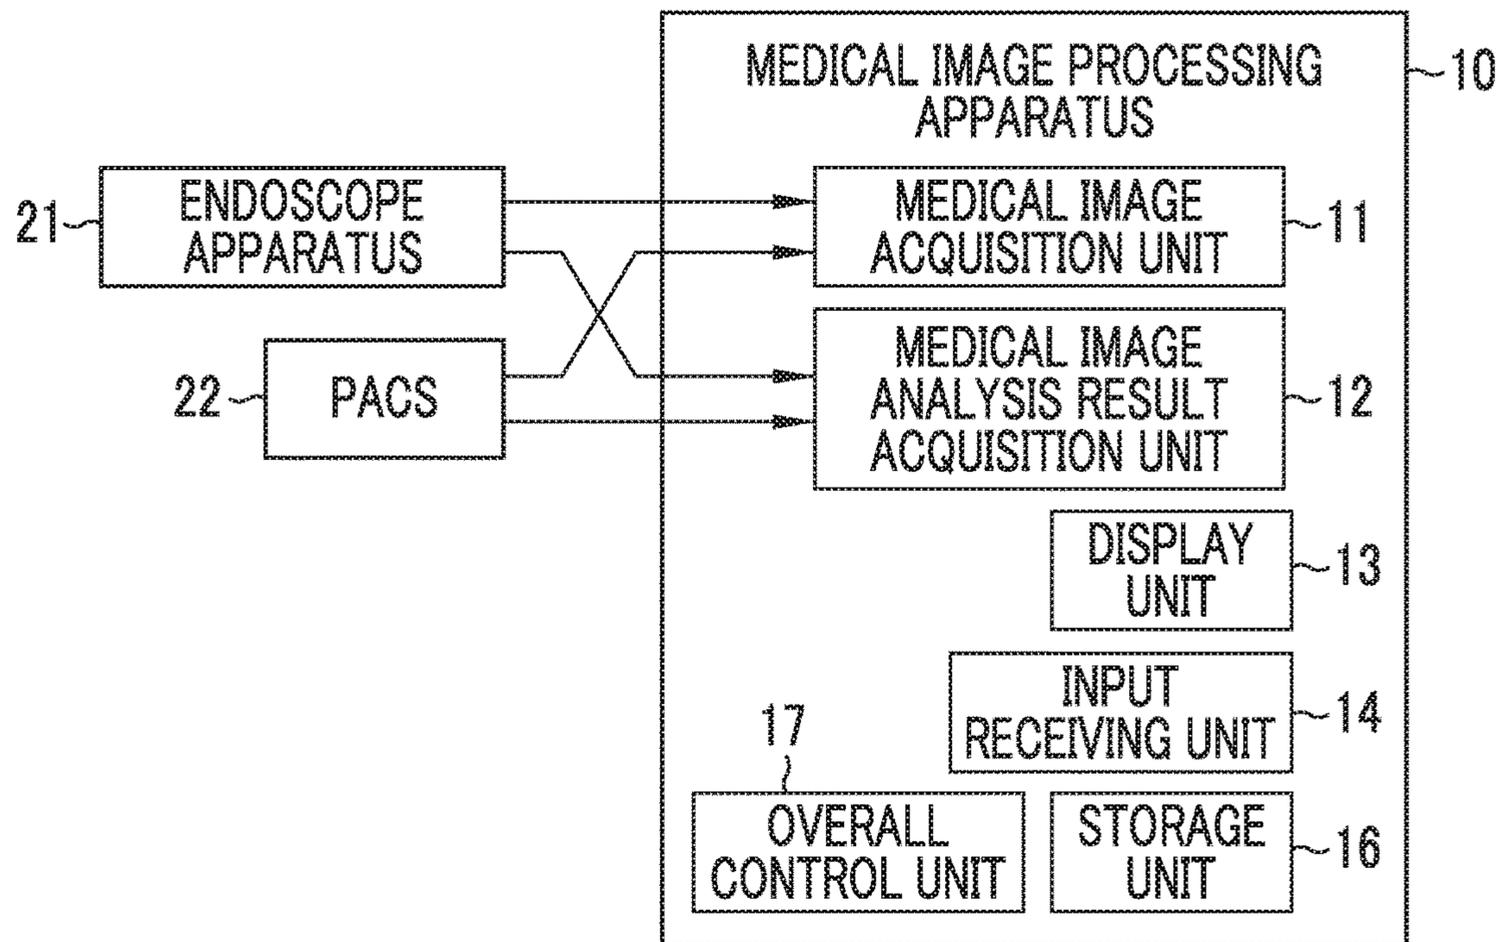 MEDICAL IMAGE PROCESSING
APPARATUS
10
21
ENDOSCOPE
APPARATUS
MEDICAL IMAGE
ACQUISITION UNIT
11
22
PACS
MEDICAL IMAGE
ANALYSIS RESULT
ACQUISITION UNIT
12
DISPLAY
UNIT
13
INPUT
RECEIVING UNIT
14
17
OVERALL
CONTROL UNIT
STORAGE
UNIT
16